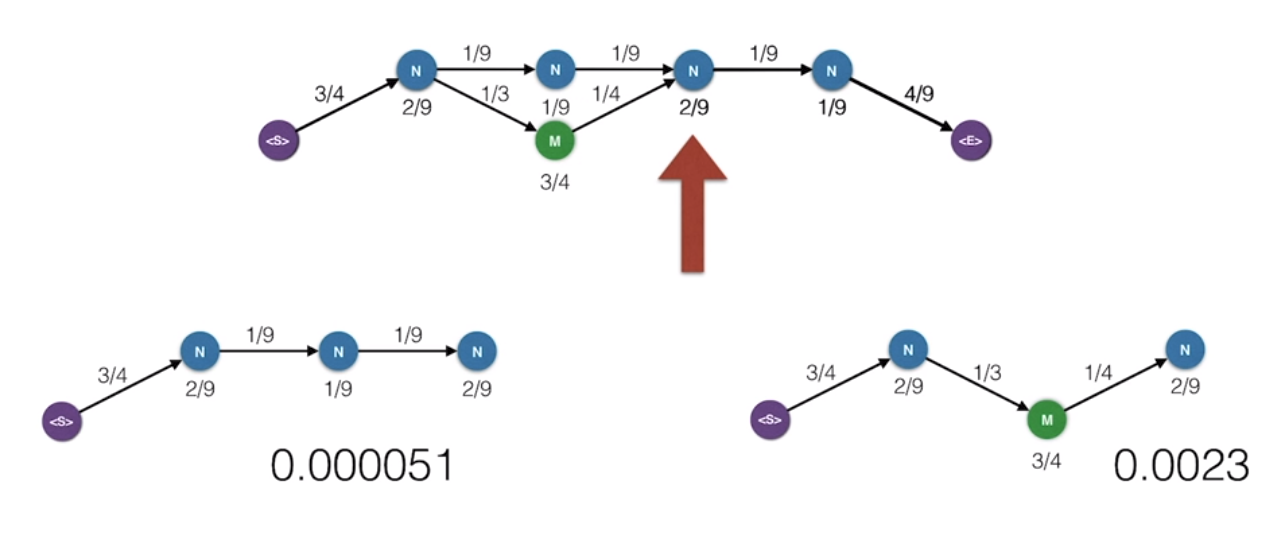 1/9 1/9 1/9
N N N N
3/4 1/3 1/4 4/9
2/9 1/9 2/9 1/9
<S> M <E>
3/4
1/9 1/9
N N N N
3/4 3/4 1/3 1/4
2/9 1/9 2/9 2/9 2/9
<S> <S> M
3/4
0.000051 0.0023